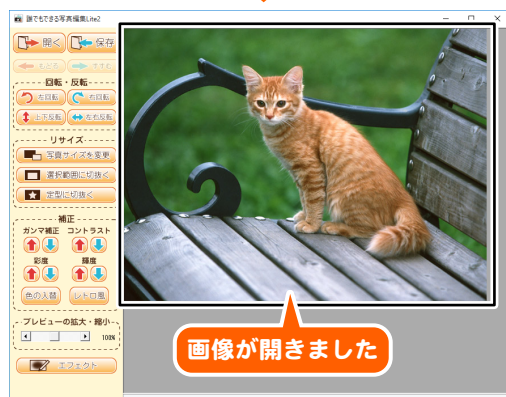 誰でもできる写真編集Lite2
開く 保存
もどる すすむ
回転・反転
左回転 右回転
上下反転 左右反転
リサイズ
写真サイズを変更
選択範囲に切抜く
定型に切抜く
補正
ガンマ補正 コントラスト
彩度 輝度
色の入替 レトロ風
プレビューの拡大・縮小
100%
エフェクト
画像が開きました